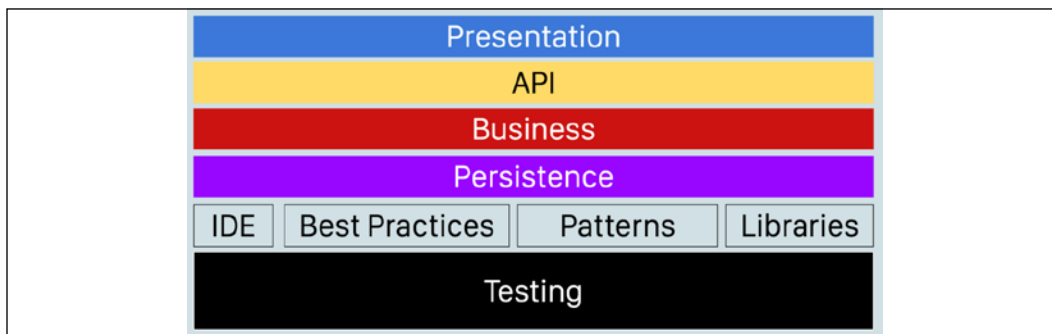 Presentation
API
Business
Persistence
IDE Best Practices Patterns Libraries
Testing